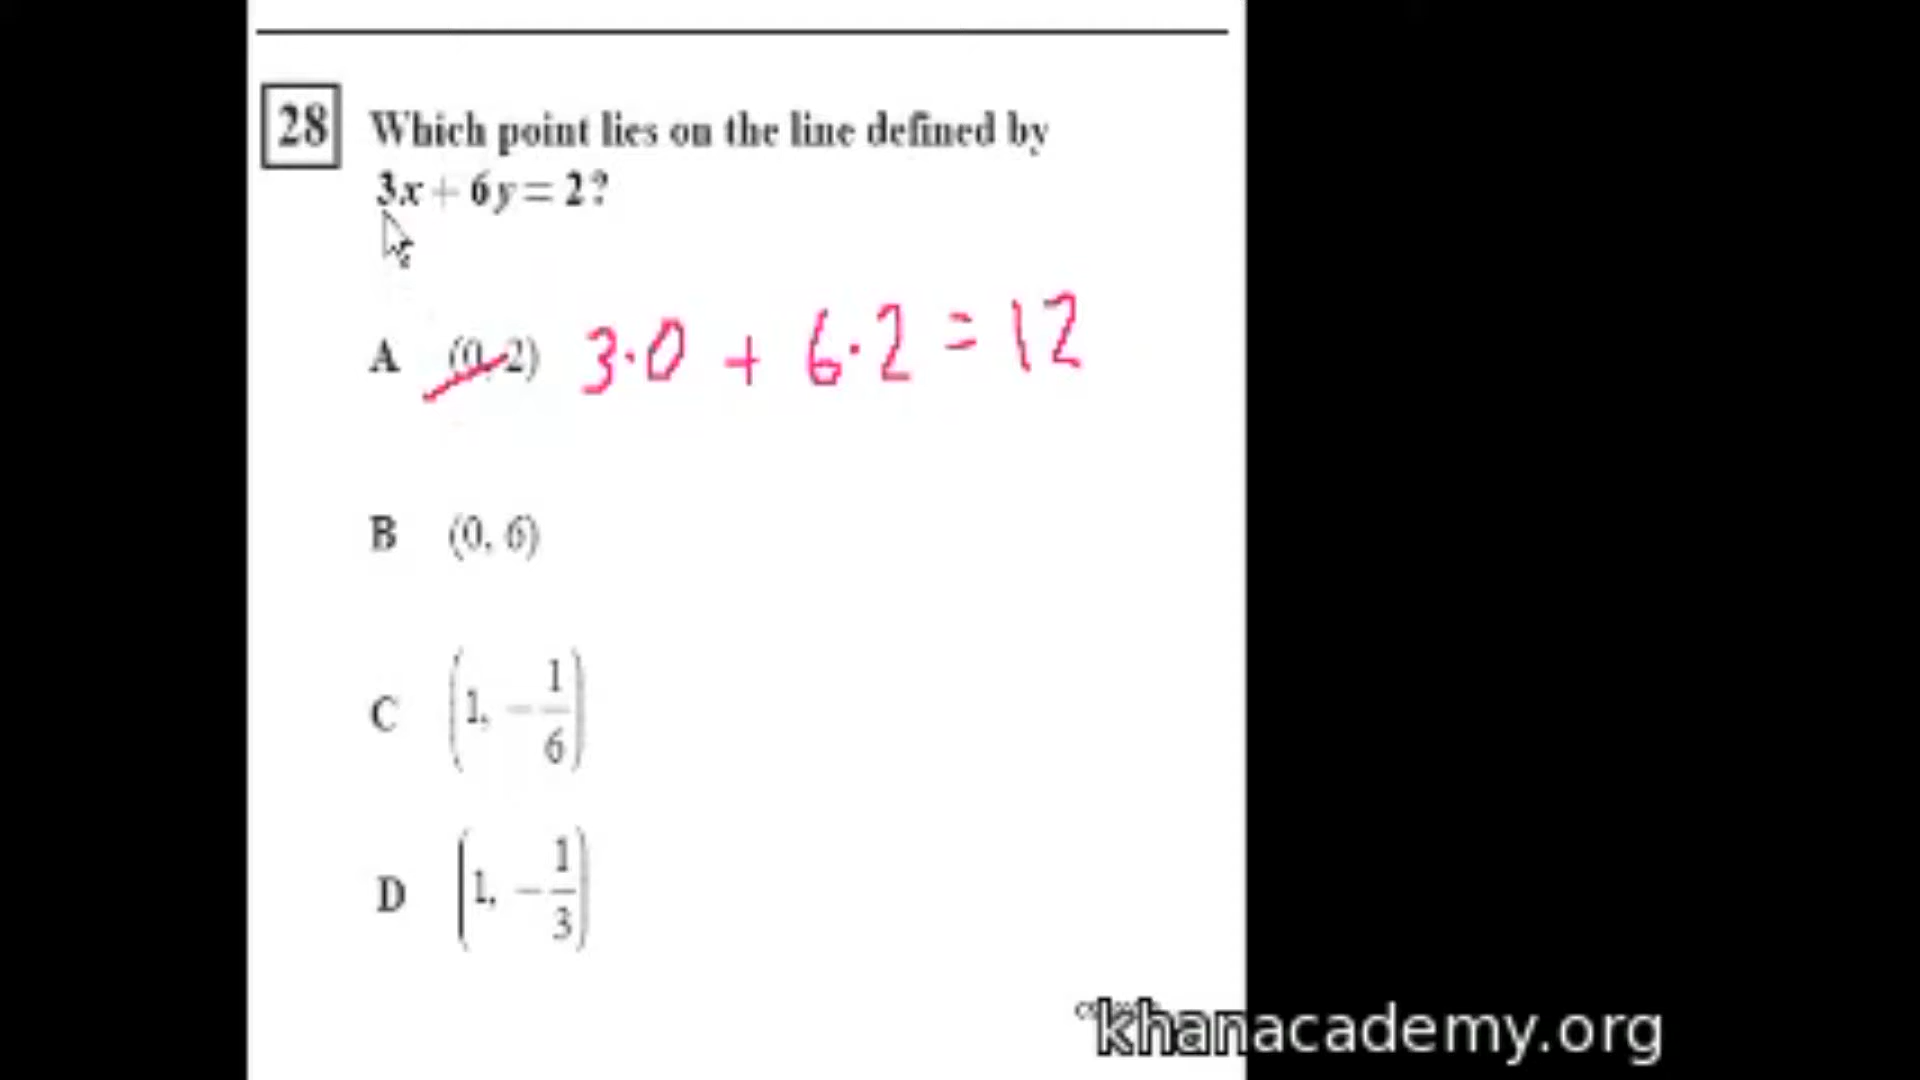 28 Which point lies on the line defined by
3x + 6y = 2?
A (0, 2) 3·0 + 6·2 = 12
B (0, 6)
C (1, -1/6)
D (1, -1/3)
khanacademy.org